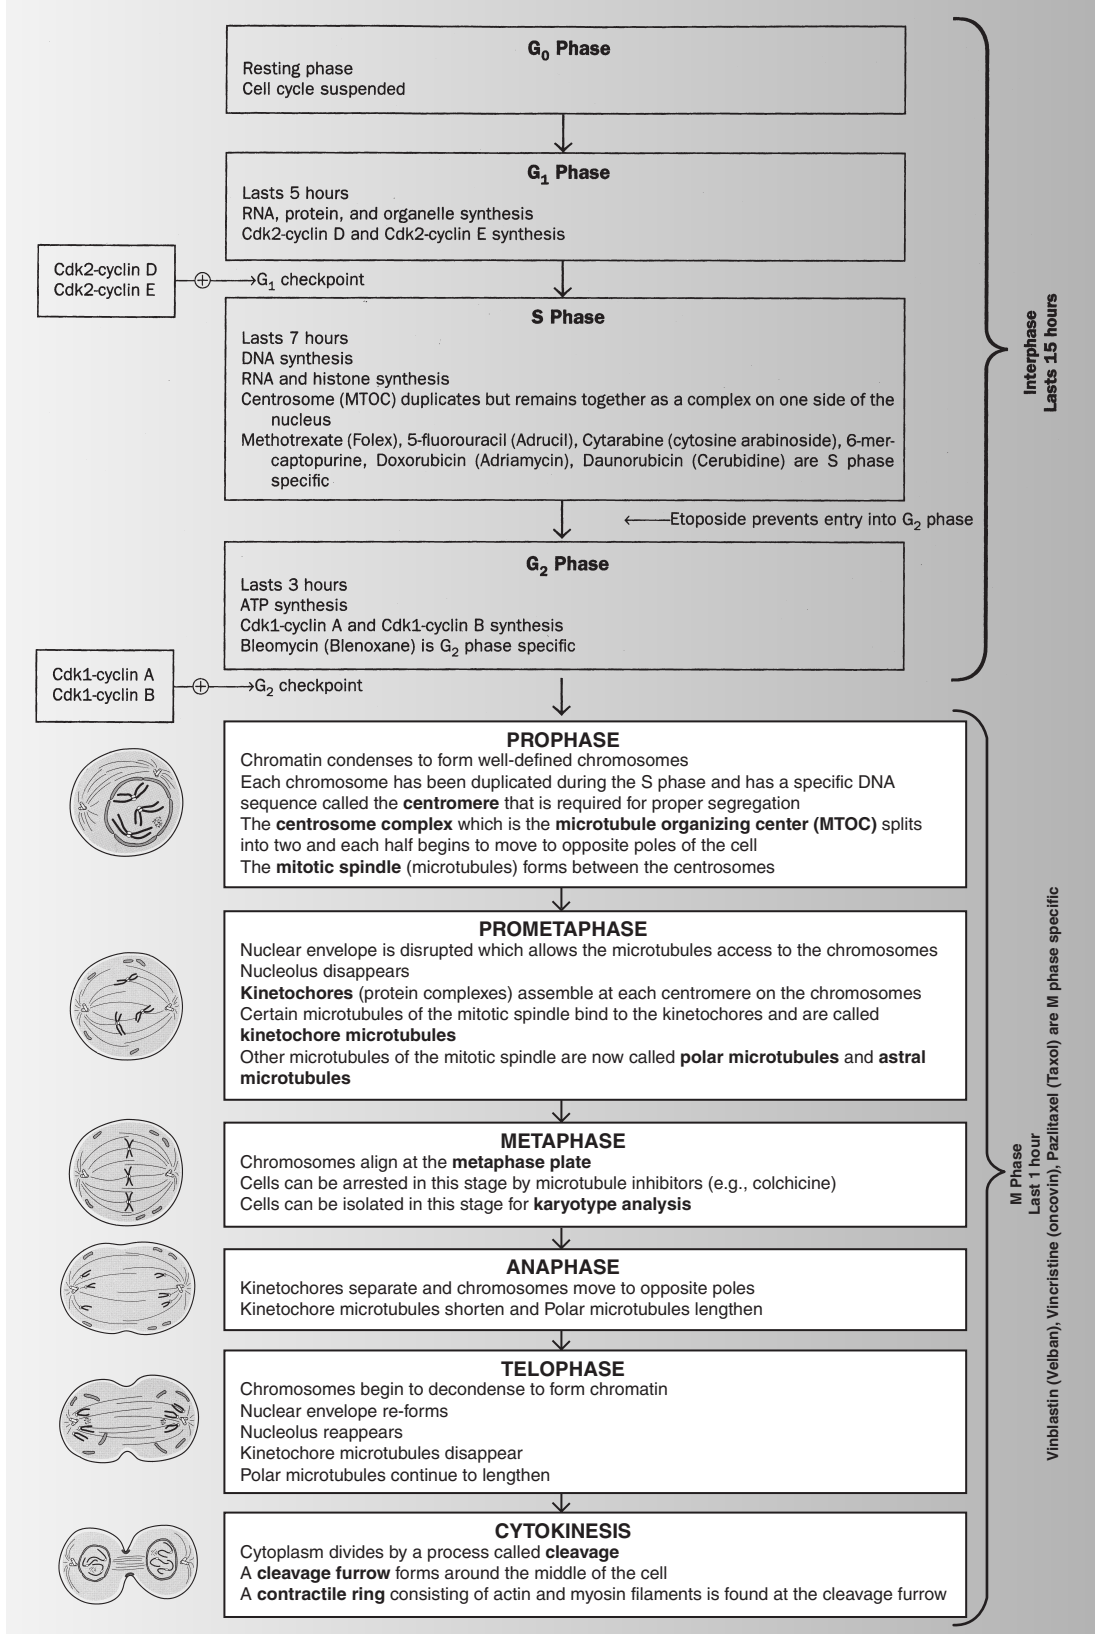 G₀ Phase
Resting phase
Cell cycle suspended
G₁ Phase
Lasts 5 hours
RNA, protein, and organelle synthesis
Cdk2-cyclin D and Cdk2-cyclin E synthesis
Cdk2-cyclin D
Cdk2-cyclin E
G₁ checkpoint
S Phase
Lasts 7 hours
DNA synthesis
RNA and histone synthesis
Centrosome (MTOC) duplicates but remains together as a complex on one side of the
nucleus
Methotrexate (Folex), 5-fluorouracil (Adrucil), Cytarabine (cytosine arabinoside), 6-mer-
captopurine, Doxorubicin (Adriamycin), Daunorubicin (Cerubidine) are S phase
specific
Etoposide prevents entry into G₂ phase
G₂ Phase
Lasts 3 hours
ATP synthesis
Cdk1-cyclin A and Cdk1-cyclin B synthesis
Bleomycin (Blenoxane) is G₂ phase specific
Interphase
Lasts 15 hours
Cdk1-cyclin A
Cdk1-cyclin B
G₂ checkpoint
PROPHASE
Chromatin condenses to form well-defined chromosomes
Each chromosome has been duplicated during the S phase and has a specific DNA
sequence called the centromere that is required for proper segregation
The centrosome complex which is the microtubule organizing center (MTOC) splits
into two and each half begins to move to opposite poles of the cell
The mitotic spindle (microtubules) forms between the centrosomes
PROMETAPHASE
Nuclear envelope is disrupted which allows the microtubules access to the chromosomes
Nucleolus disappears
Kinetochores (protein complexes) assemble at each centromere on the chromosomes
Certain microtubules of the mitotic spindle bind to the kinetochores and are called
kinetochore microtubules
Other microtubules of the mitotic spindle are now called polar microtubules and astral
microtubules
METAPHASE
Chromosomes align at the metaphase plate
Cells can be arrested in this stage by microtubule inhibitors (e.g., colchicine)
Cells can be isolated in this stage for karyotype analysis
ANAPHASE
Kinetochores separate and chromosomes move to opposite poles
Kinetochore microtubules shorten and Polar microtubules lengthen
TELOPHASE
Chromosomes begin to decondense to form chromatin
Nuclear envelope re-forms
Nucleolus reappears
Kinetochore microtubules disappear
Polar microtubules continue to lengthen
CYTOKINESIS
Cytoplasm divides by a process called cleavage
A cleavage furrow forms around the middle of the cell
A contractile ring consisting of actin and myosin filaments is found at the cleavage furrow
M Phase
Last 1 hour
Vinblastin (Velban), Vincristine (oncovin), Pazlitaxel (Taxol) are M phase specific